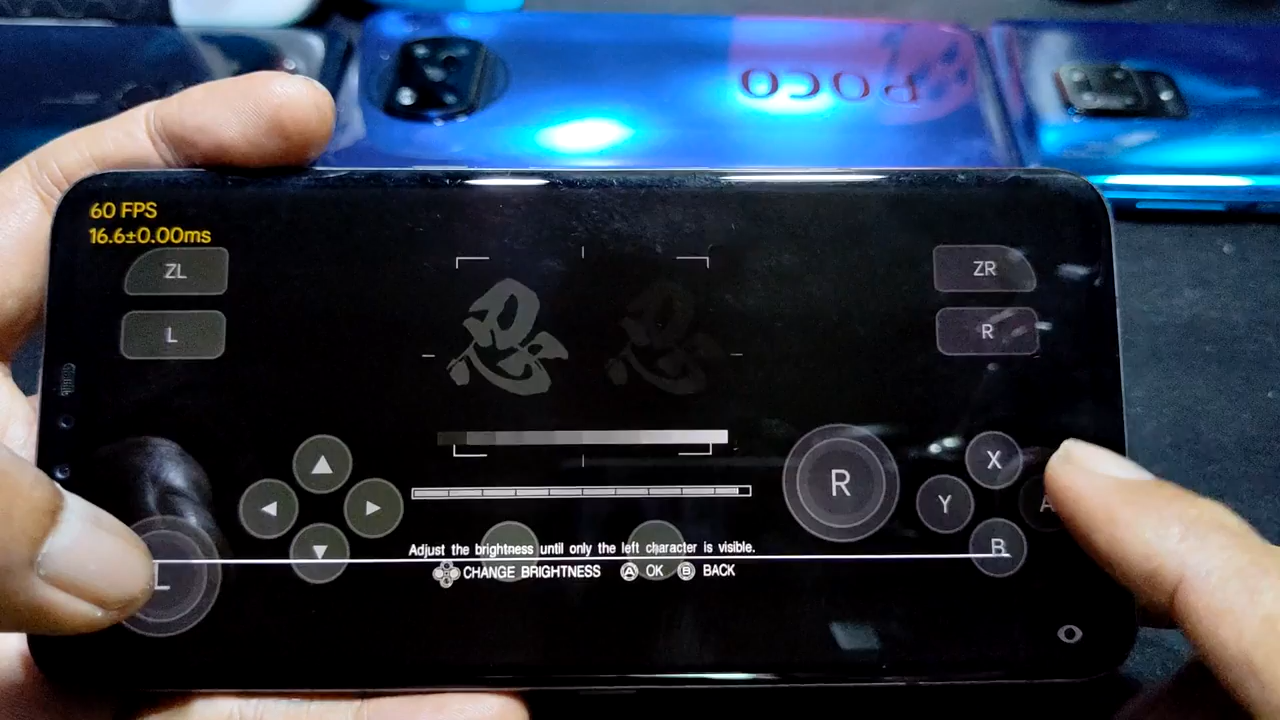 POCO
60 FPS
16.6±0.00ms
ZL
ZR
L
R
忍 忍
R
X
Y
A
B
L
Adjust the brightness until only the left character is visible.
CHANGE BRIGHTNESS A OK B BACK